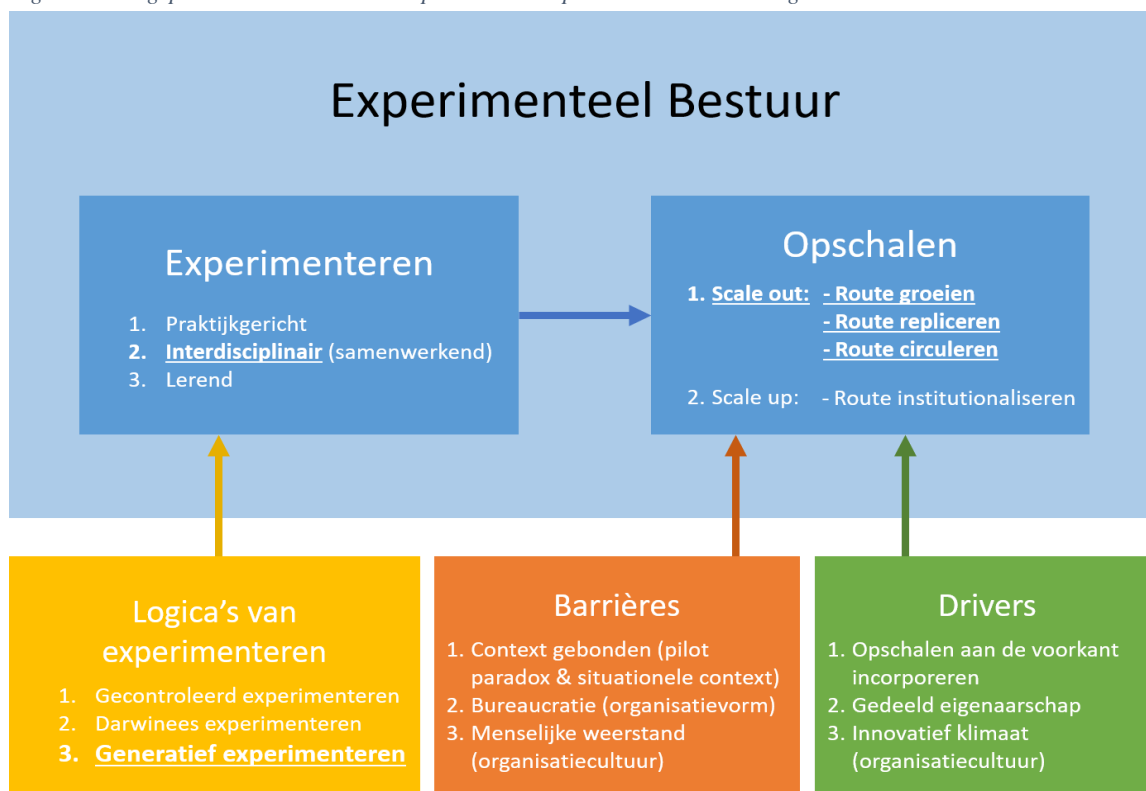 Experimenteel Bestuur
Experimenteren
1. Praktijkgericht
2. Interdisciplinair (samenwerkend)
3. Lerend
Opschalen
1. Scale out: - Route groeien
- Route repliceren
- Route circuleren
2. Scale up: - Route institutionaliseren
Logica's van
experimenteren
1. Gecontroleerd experimenteren
2. Darwinees experimenteren
3. Generatief experimenteren
Barrières
1. Context gebonden (pilot
paradox & situationele context)
2. Bureaucratie (organisatievorm)
3. Menselijke weerstand
(organisatiecultuur)
Drivers
1. Opschalen aan de voorkant
incorporeren
2. Gedeeld eigenaarschap
3. Innovatief klimaat
(organisatiecultuur)